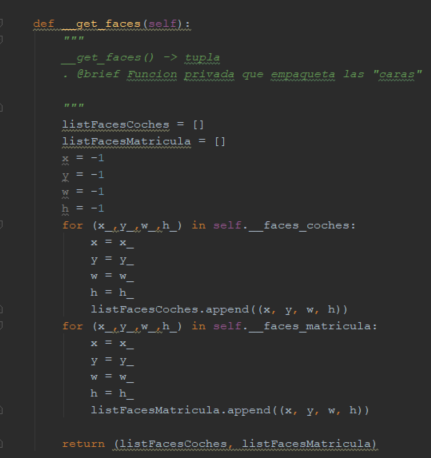 def __get_faces(self):
"""
__get_faces() -> tupla
. @brief Funcion privada que empaqueta las "caras"
"""
listFacesCoches = []
listFacesMatricula = []
x = -1
y = -1
w = -1
h = -1
for (x_,y_,w_,h_) in self.__faces_coches:
x = x_
y = y_
w = w_
h = h_
listFacesCoches.append((x, y, w, h))
for (x_,y_,w_,h_) in self.__faces_matricula:
x = x_
y = y_
w = w_
h = h_
listFacesMatricula.append((x, y, w, h))
return (listFacesCoches, listFacesMatricula)